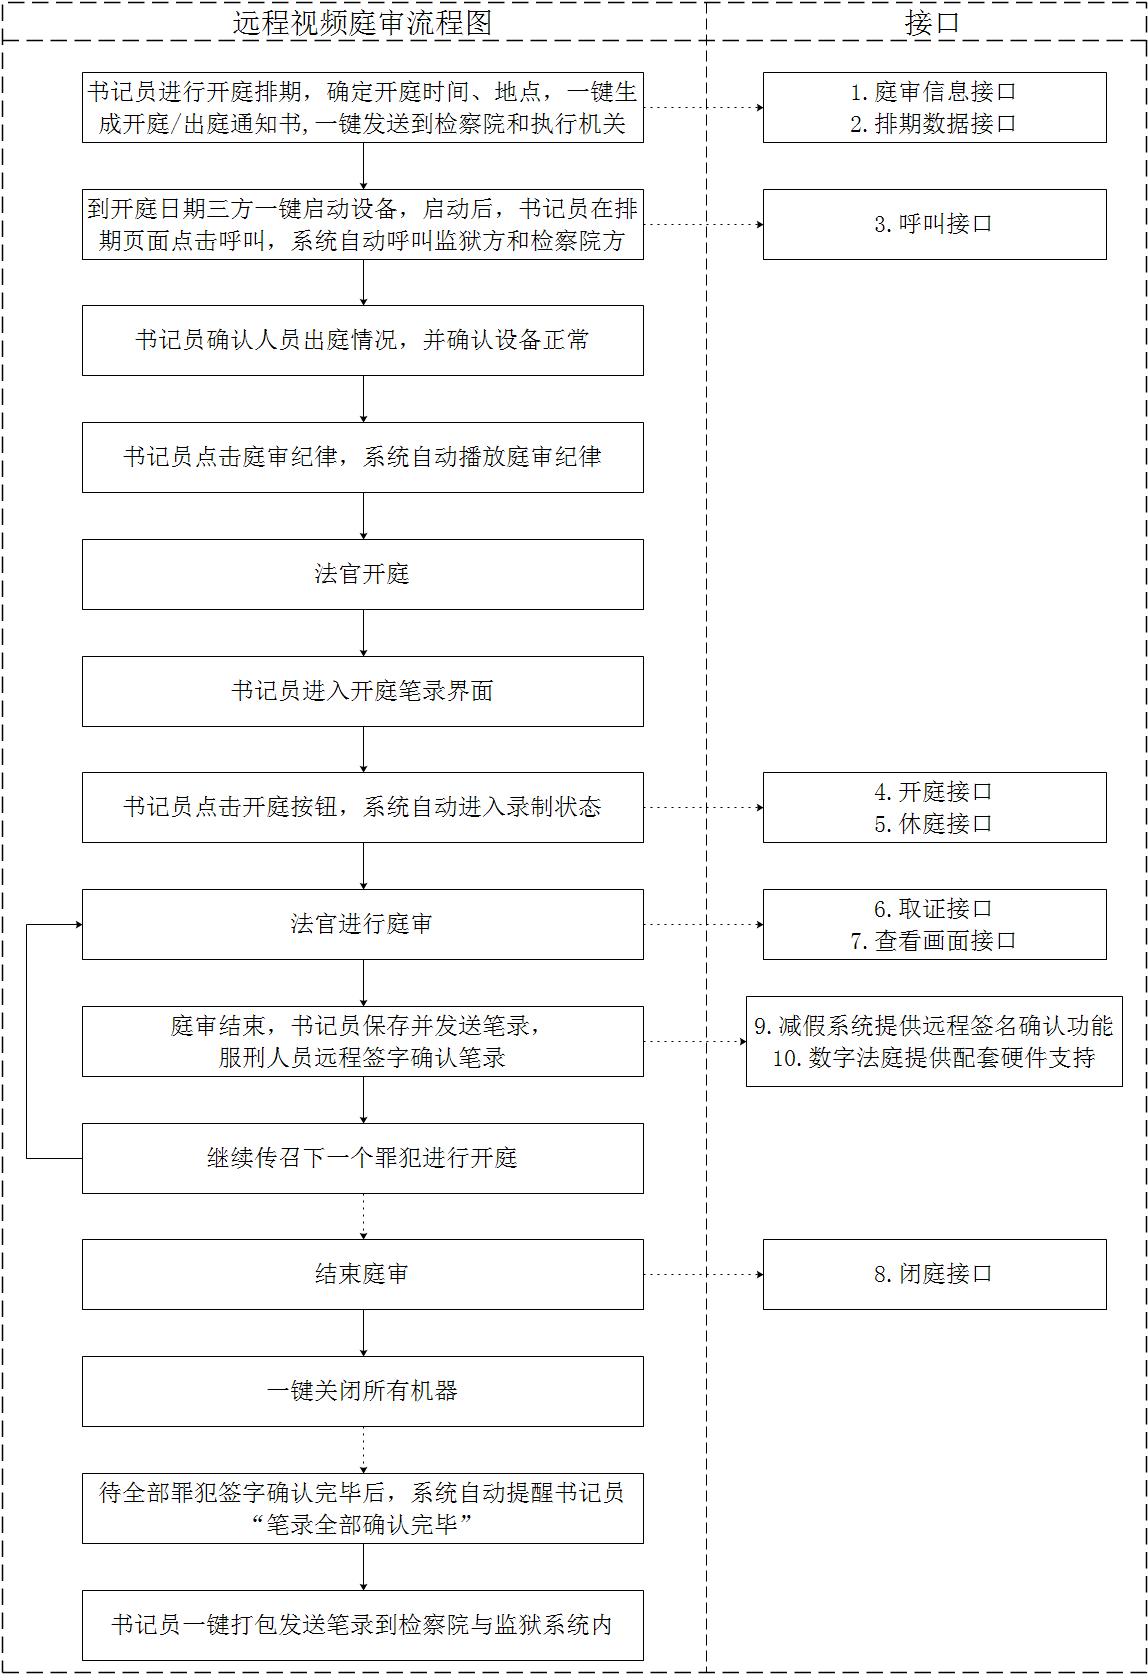 远程视频庭审流程图
接口
书记员进行开庭排期，确定开庭时间、地点，一键生
成开庭/出庭通知书,一键发送到检察院和执行机关
1.庭审信息接口
2.排期数据接口
到开庭日期三方一键启动设备，启动后，书记员在排
期页面点击呼叫，系统自动呼叫监狱方和检察院方
3.呼叫接口
书记员确认人员出庭情况，并确认设备正常
书记员点击庭审纪律，系统自动播放庭审纪律
法官开庭
书记员进入开庭笔录界面
书记员点击开庭按钮，系统自动进入录制状态
4.开庭接口
5.休庭接口
法官进行庭审
6.取证接口
7.查看画面接口
庭审结束，书记员保存并发送笔录，
服刑人员远程签字确认笔录
9.减假系统提供远程签名确认功能
10.数字法庭提供配套硬件支持
继续传召下一个罪犯进行开庭
结束庭审
8.闭庭接口
一键关闭所有机器
待全部罪犯签字确认完毕后，系统自动提醒书记员
“笔录全部确认完毕”
书记员一键打包发送笔录到检察院与监狱系统内